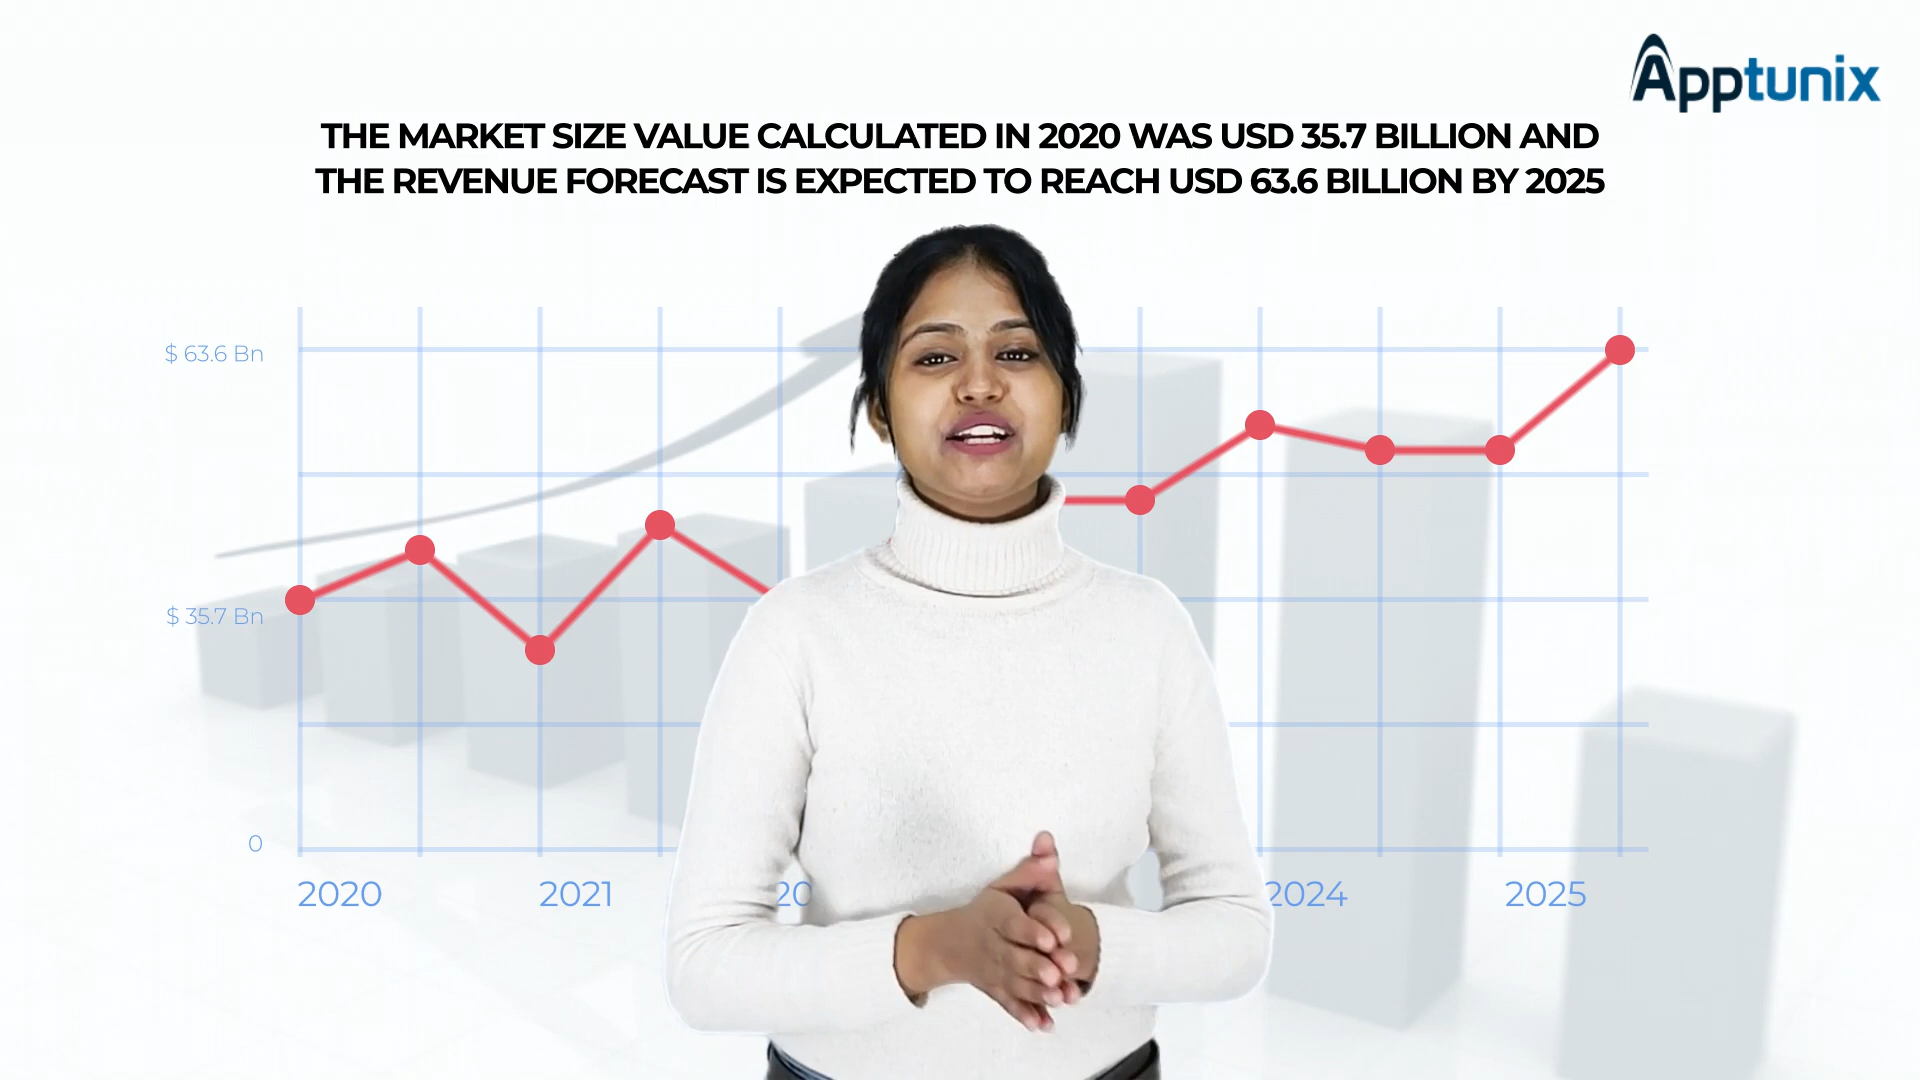 Apptunix
THE MARKET SIZE VALUE CALCULATED IN 2020 WAS USD 35.7 BILLION AND
THE REVENUE FORECAST IS EXPECTED TO REACH USD 63.6 BILLION BY 2025
$ 63.6 Bn
$ 35.7 Bn
0
2020 2021 20 2024 2025